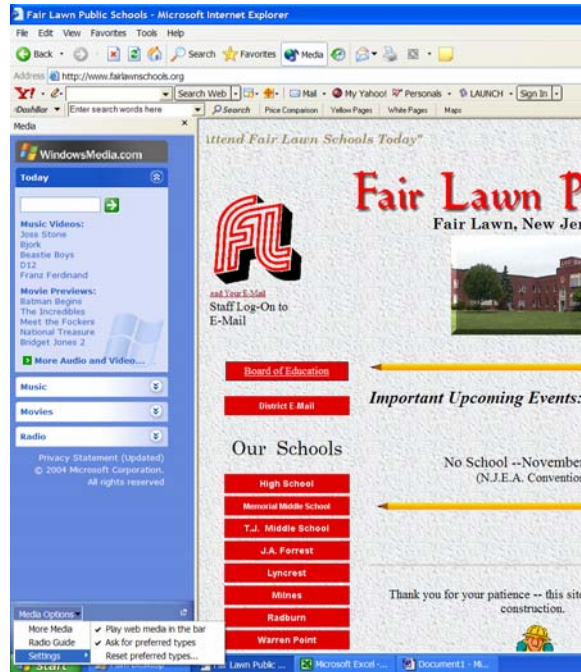 Fair Lawn Public Schools - Microsoft Internet Explorer
File Edit View Favorites Tools Help
Back Search Favorites Media
Address http://www.fairlawnschools.org
Y! Search Web Mail My Yahoo! Personals LAUNCH Sign In
Dashbar Enter search words here Search Price Comparison Yellow Pages White Pages Maps
Media
WindowsMedia.com
Today
Music Videos:
Joss Stone
Bjork
Beastie Boys
D12
Franz Ferdinand
Movie Previews:
Batman Begins
The Incredibles
Meet the Fockers
National Treasure
Bridget Jones 2
More Audio and Video...
Music
Movies
Radio
Privacy Statement (Updated)
© 2004 Microsoft Corporation.
All rights reserved
Media Options
More Media
Radio Guide
Settings
Play web media in the bar
Ask for preferred types
Reset preferred types...
Attend Fair Lawn Schools Today"
Fair Lawn P
Fair Lawn, New Jer
FL
and Your E-Mail
Staff Log-On to
E-Mail
Board of Education
District E-Mail
Important Upcoming Events:
Our Schools
No School --November
(N.J.E.A. Convention
High School
Memorial Middle School
T.J. Middle School
J.A. Forrest
Lyncrest
Milnes
Radburn
Warren Point
Thank you for your patience -- this site
construction.
Start
Lawn Public ...
Microsoft Excel -...
Document1 - M...